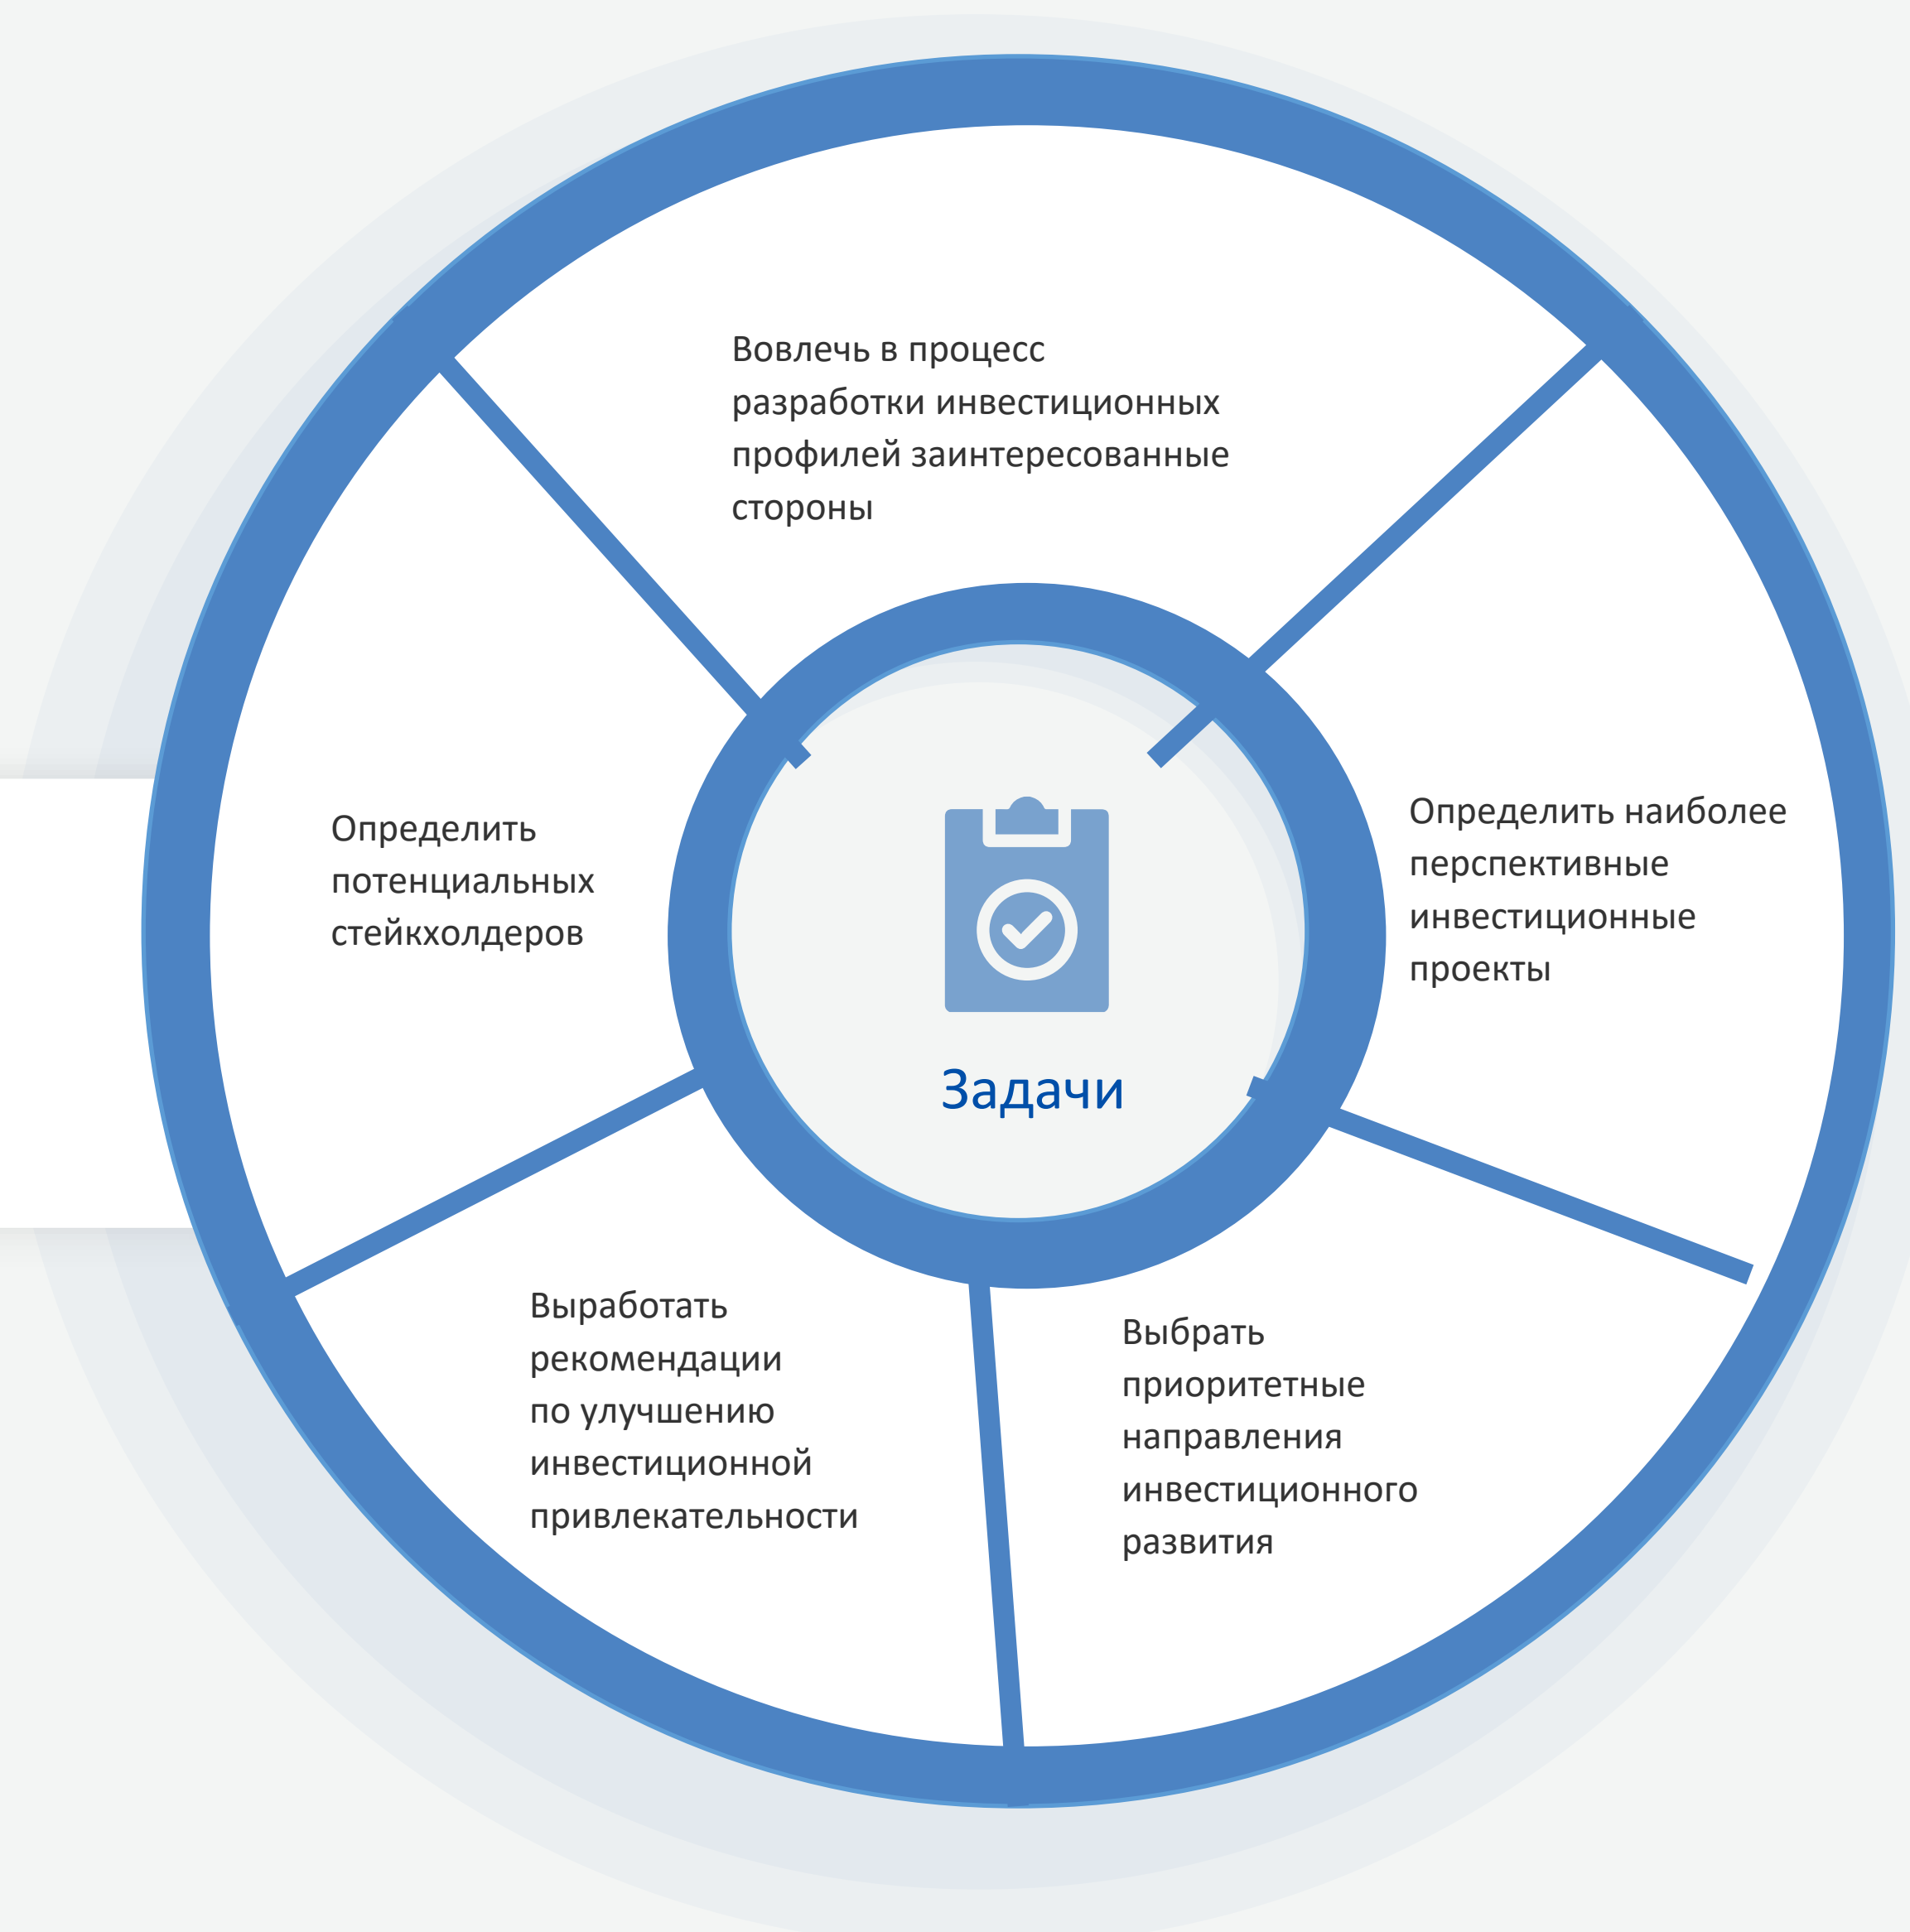 Вовлечь в процесс
разработки инвестиционных
профилей заинтересованные
стороны
Определить
потенциальных
стейкхолдеров
Определить наиболее
перспективные
инвестиционные
проекты
Задачи
Выработать
рекомендации
по улучшению
инвестиционной
привлекательности
Выбрать
приоритетные
направления
инвестиционного
развития